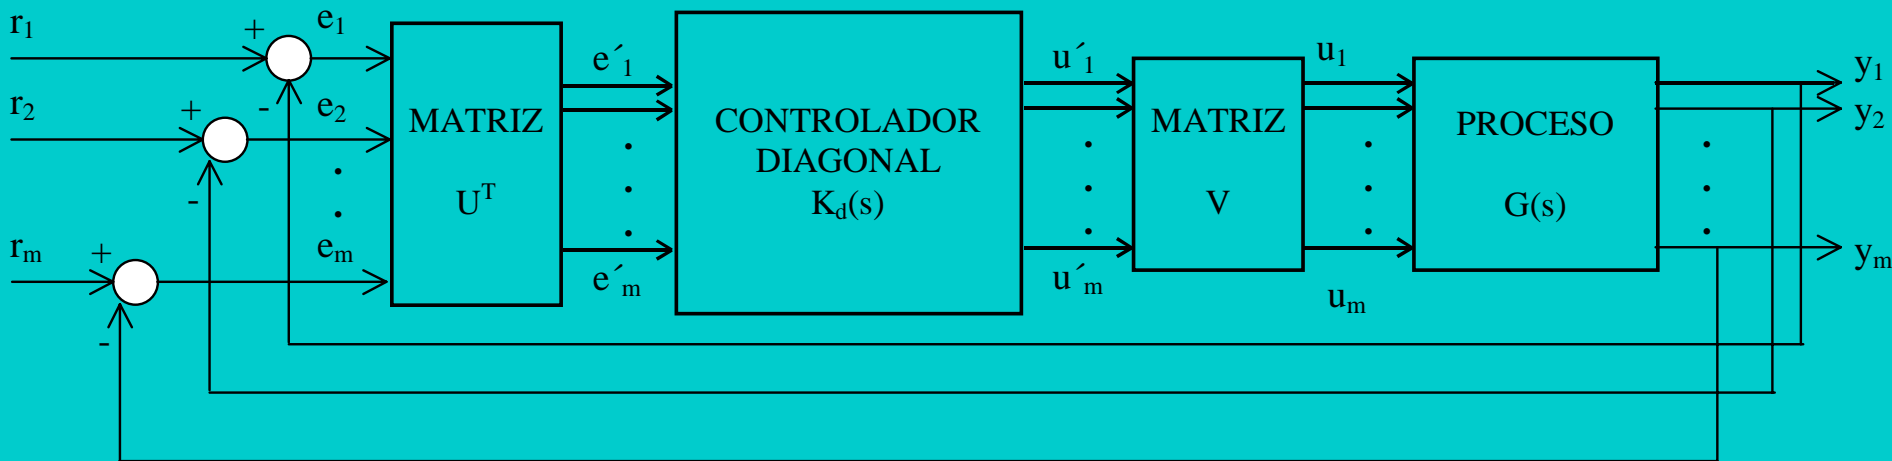 r₁
+
e₁
-
r₂
+
e₂
-
rₘ
+
eₘ
-
MATRIZ
Uᵀ
e´₁
e´ₘ
CONTROLADOR
DIAGONAL
K_d(s)
u´₁
u´ₘ
MATRIZ
V
u₁
uₘ
PROCESO
G(s)
y₁
y₂
yₘ